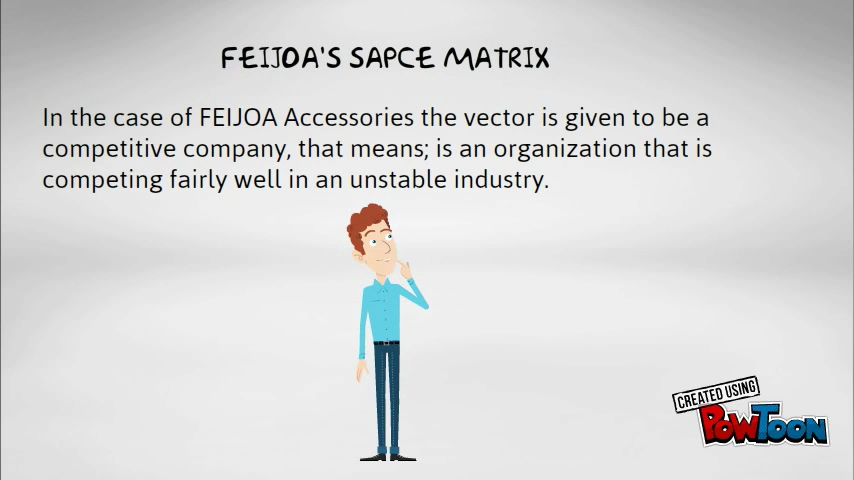 FEIJOA'S SAPCE MATRIX
In the case of FEIJOA Accessories the vector is given to be a
competitive company, that means; is an organization that is
competing fairly well in an unstable industry.
CREATED USING
POWTOON